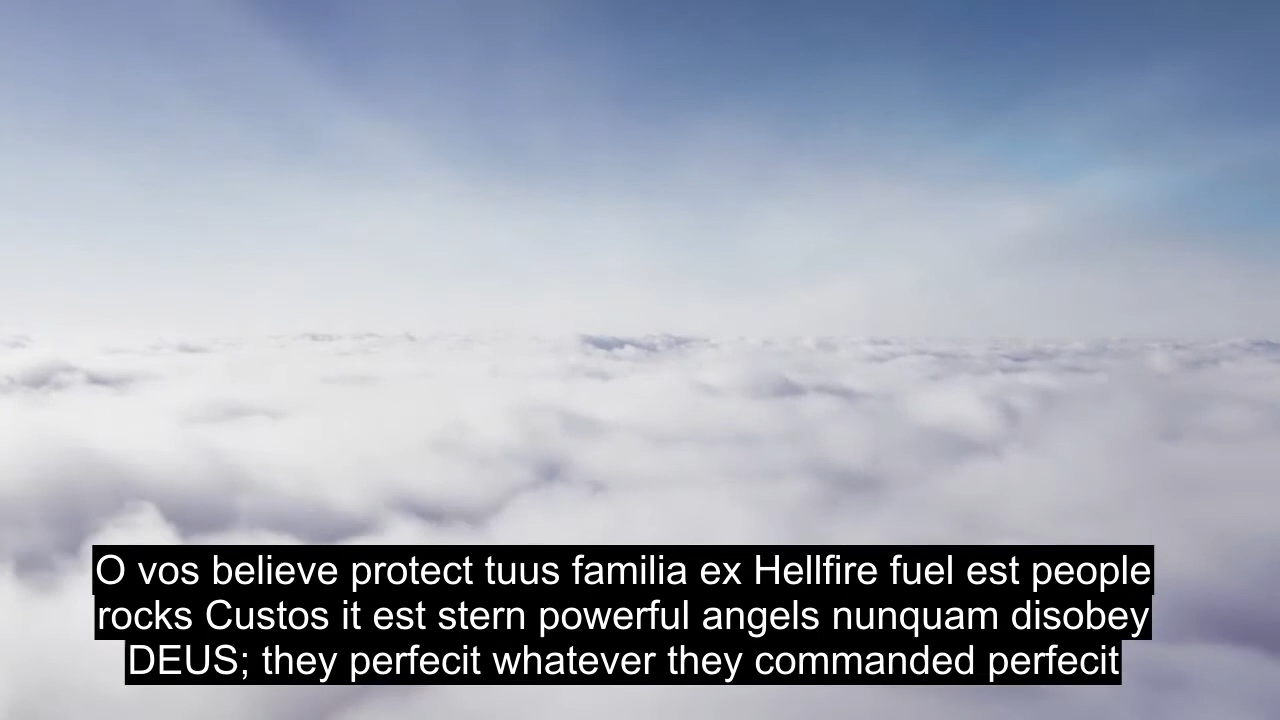 O vos believe protect tuus familia ex Hellfire fuel est people
rocks Custos it est stern powerful angels nunquam disobey
DEUS; they perfecit whatever they commanded perfecit